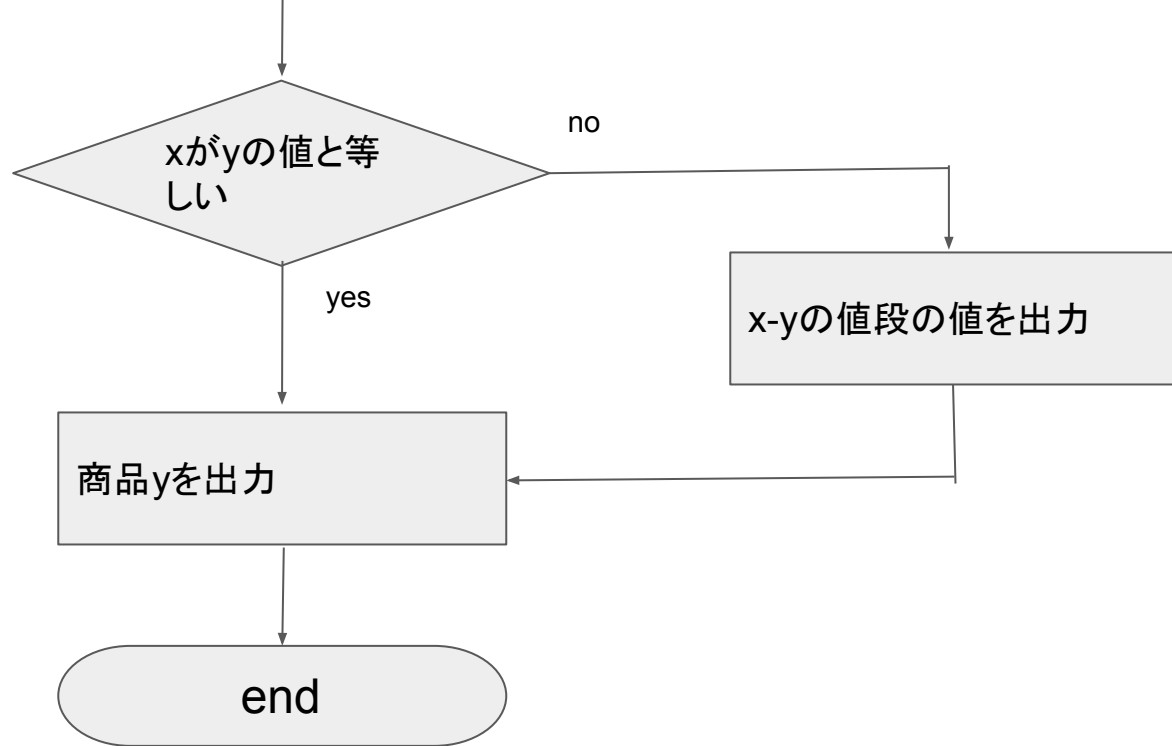 no
xがyの値と等
しい
yes
x-yの値段の値を出力
商品yを出力
end